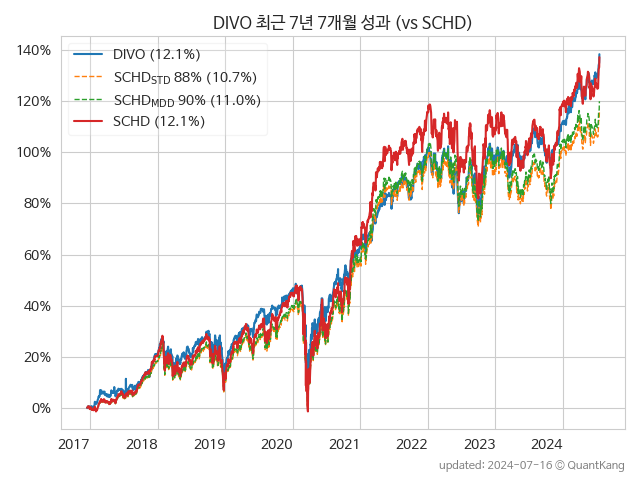 DIVO 최근 7년 7개월 성과 (vs SCHD)
140%
120%
100%
80%
60%
40%
20%
0%
DIVO (12.1%)
SCHD_STD 88% (10.7%)
SCHD_MDD 90% (11.0%)
SCHD (12.1%)
2017 2018 2019 2020 2021 2022 2023 2024
updated: 2024-07-16 © QuantKang